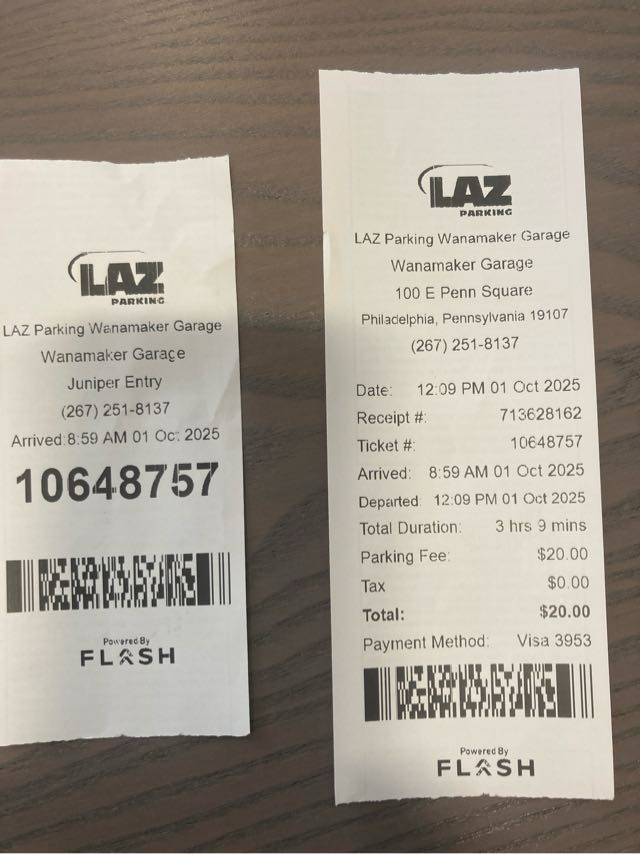 LAZ
PARKING
LAZ Parking Wanamaker Garage
Wanamaker Garage
Juniper Entry
(267) 251-8137
Arrived:8:59 AM 01 Oct 2025
10648757
Powered By
FLASH
LAZ
PARKING
LAZ Parking Wanamaker Garage
Wanamaker Garage
100 E Penn Square
Philadelphia, Pennsylvania 19107
(267) 251-8137
Date: 12:09 PM 01 Oct 2025
Receipt #: 713628162
Ticket #: 10648757
Arrived: 8:59 AM 01 Oct 2025
Departed: 12:09 PM 01 Oct 2025
Total Duration: 3 hrs 9 mins
Parking Fee: $20.00
Tax $0.00
Total: $20.00
Payment Method: Visa 3953
Powered By
FLASH